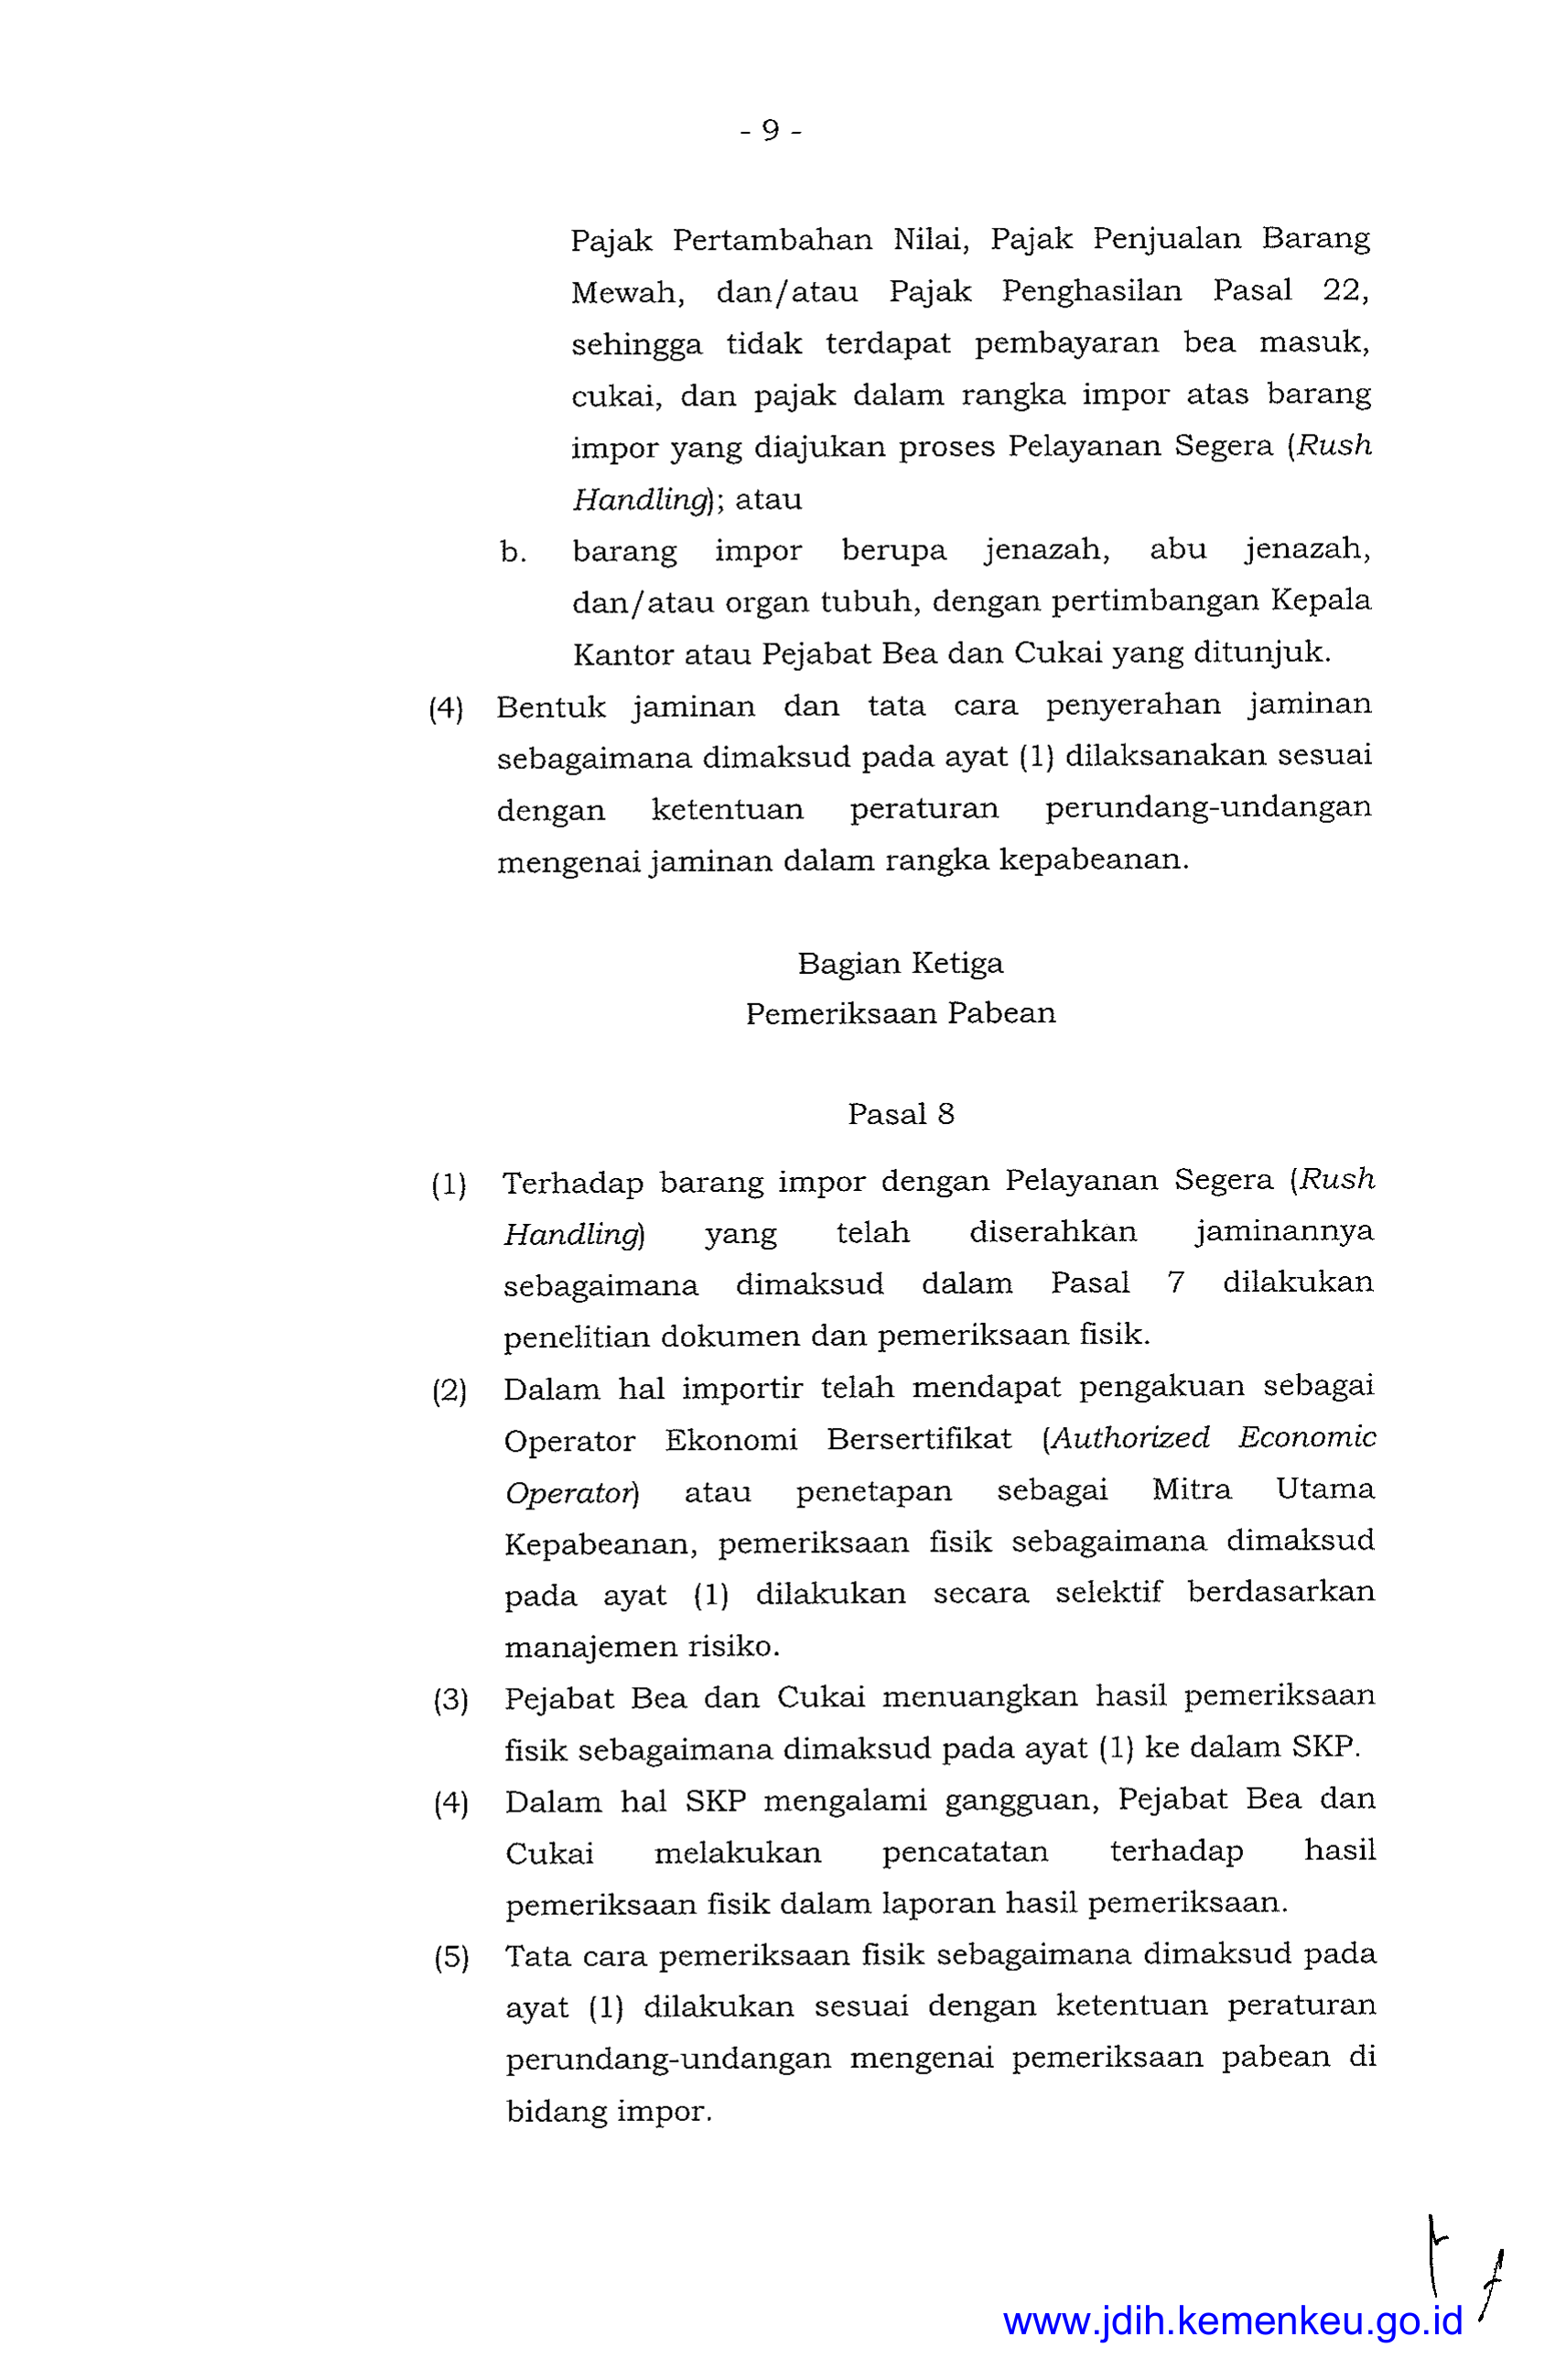 - 9 -
Pajak Pertambahan Nilai, Pajak Penjualan Barang
Mewah, dan/atau Pajak Penghasilan Pasal 22,
sehingga tidak terdapat pembayaran bea masuk,
cukai, dan pajak dalam rangka impor atas barang
impor yang diajukan proses Pelayanan Segera (Rush
Handling); atau
b. barang impor berupa jenazah, abu jenazah,
dan/atau organ tubuh, dengan pertimbangan Kepala
Kantor atau Pejabat Bea dan Cukai yang ditunjuk.
(4) Bentuk jaminan dan tata cara penyerahan jaminan
sebagaimana dimaksud pada ayat (1) dilaksanakan sesuai
dengan ketentuan peraturan perundang-undangan
mengenai jaminan dalam rangka kepabeanan.
Bagian Ketiga
Pemeriksaan Pabean
Pasal 8
(1) Terhadap barang impor dengan Pelayanan Segera (Rush
Handling) yang telah diserahkan jaminannya
sebagaimana dimaksud dalam Pasal 7 dilakukan
penelitian dokumen dan pemeriksaan fisik.
(2) Dalam hal importir telah mendapat pengakuan sebagai
Operator Ekonomi Bersertifikat (Authorized Economic
Operator) atau penetapan sebagai Mitra Utama
Kepabeanan, pemeriksaan fisik sebagaimana dimaksud
pada ayat (1) dilakukan secara selektif berdasarkan
manajemen risiko.
(3) Pejabat Bea dan Cukai menuangkan hasil pemeriksaan
fisik sebagaimana dimaksud pada ayat (1) ke dalam SKP.
(4) Dalam hal SKP mengalami gangguan, Pejabat Bea dan
Cukai melakukan pencatatan terhadap hasil
pemeriksaan fisik dalam laporan hasil pemeriksaan.
(5) Tata cara pemeriksaan fisik sebagaimana dimaksud pada
ayat (1) dilakukan sesuai dengan ketentuan peraturan
perundang-undangan mengenai pemeriksaan pabean di
bidang impor.
www.jdih.kemenkeu.go.id